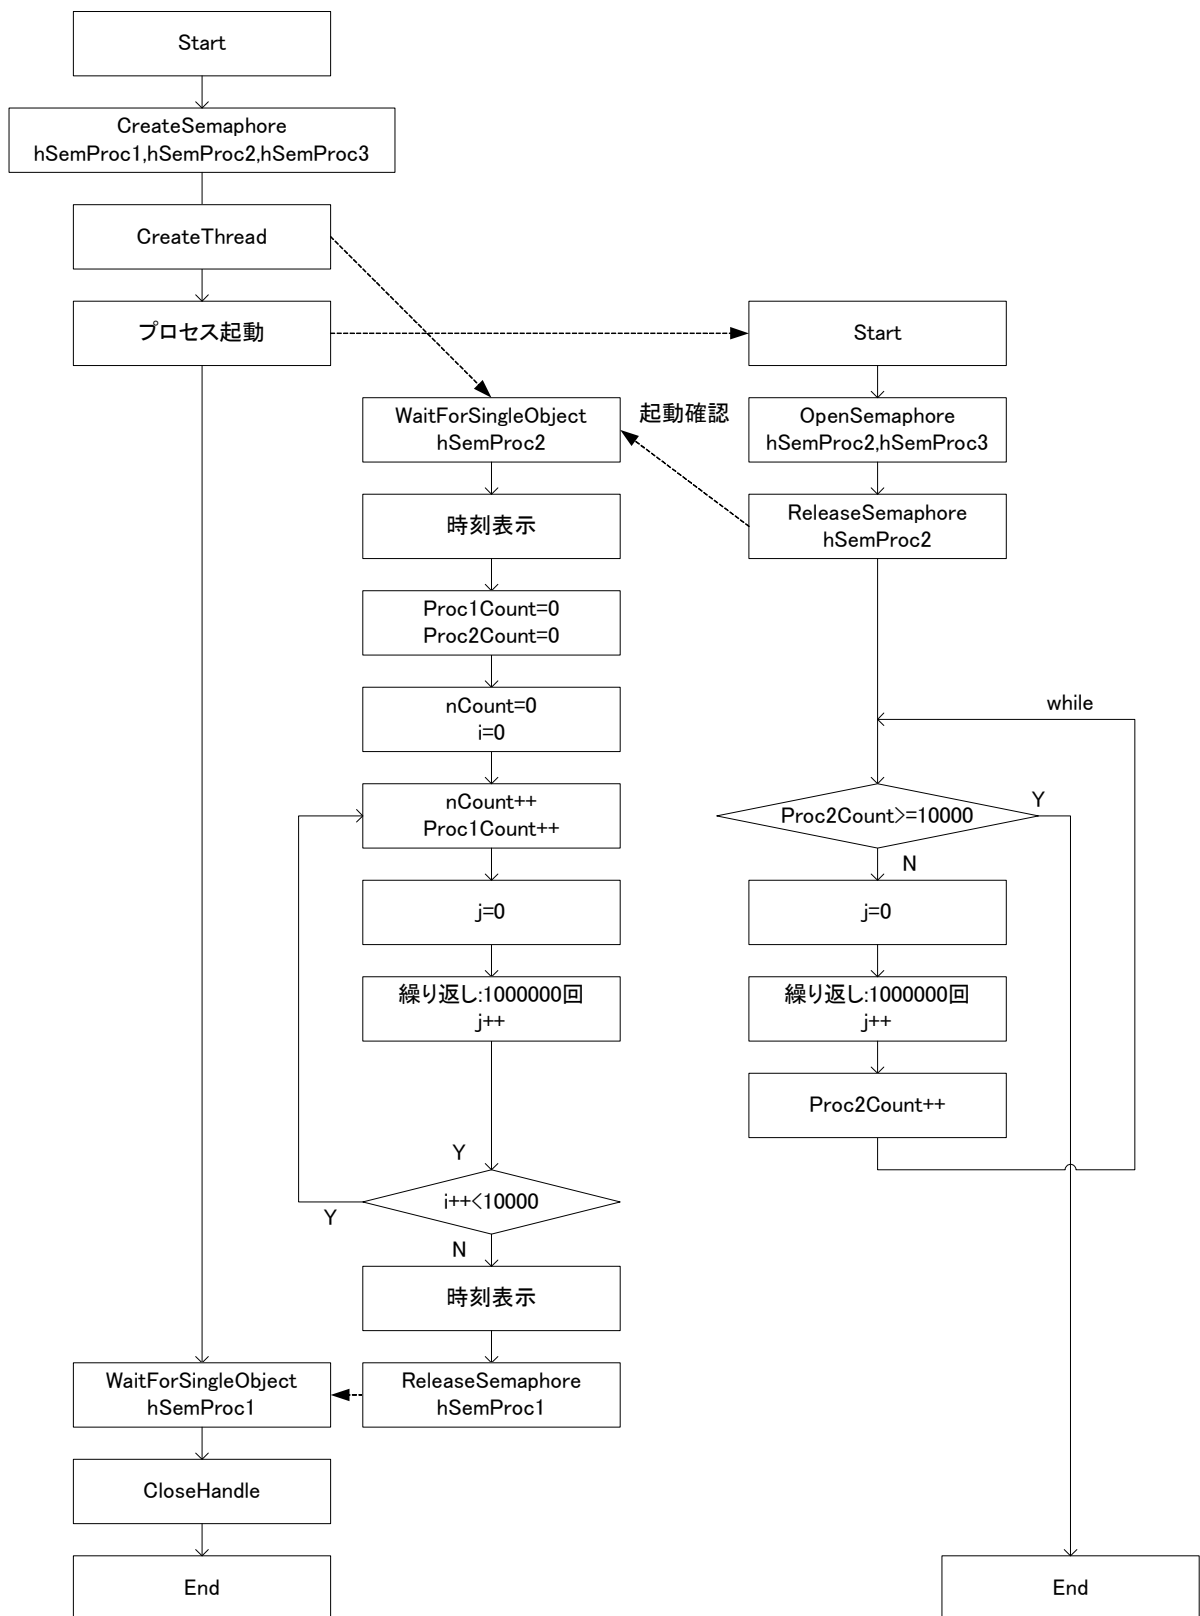 Start
CreateSemaphore
hSemProc1,hSemProc2,hSemProc3
CreateThread
プロセス起動
WaitForSingleObject
hSemProc2
時刻表示
Proc1Count=0
Proc2Count=0
nCount=0
i=0
nCount++
Proc1Count++
j=0
繰り返し:1000000回
j++
Y
i++<10000
Y
N
時刻表示
ReleaseSemaphore
hSemProc1
WaitForSingleObject
hSemProc1
CloseHandle
End
Start
起動確認
OpenSemaphore
hSemProc2,hSemProc3
ReleaseSemaphore
hSemProc2
while
Proc2Count>=10000
Y
N
j=0
繰り返し:1000000回
j++
Proc2Count++
End